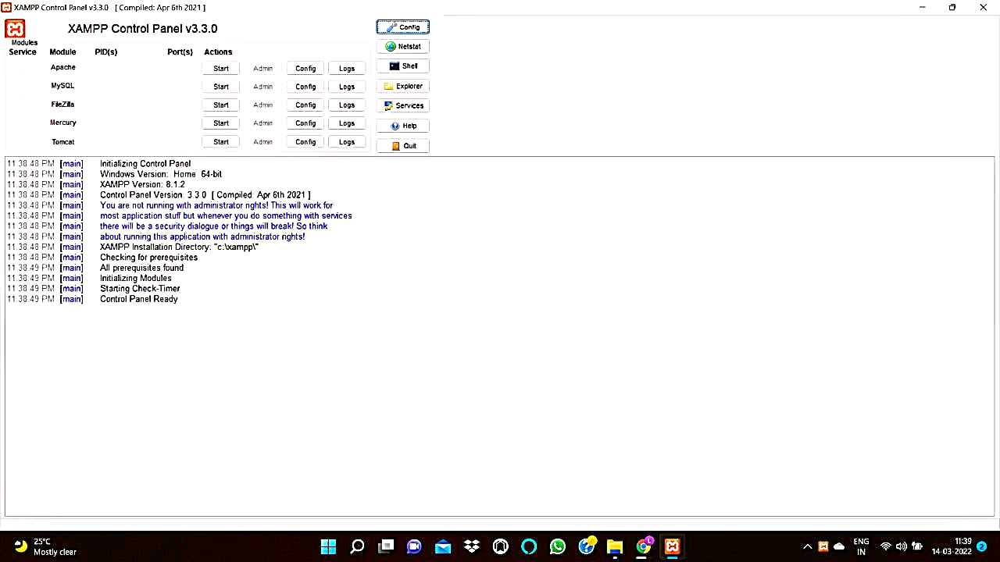 XAMPP Control Panel v3.3.0 [ Compiled: Apr 6th 2021 ]
XAMPP Control Panel v3.3.0
Config
Modules
Service Module PID(s) Port(s) Actions
Netstat
Apache Start Admin Config Logs
Shell
MySQL Start Admin Config Logs
Explorer
FileZilla Start Admin Config Logs
Services
Mercury Start Admin Config Logs
Help
Tomcat Start Admin Config Logs
Quit
11:38:48 PM [main] Initializing Control Panel
11:38:48 PM [main] Windows Version: Home 64-bit
11:38:48 PM [main] XAMPP Version: 8.1.2
11:38:48 PM [main] Control Panel Version: 3.3.0 [ Compiled: Apr 6th 2021 ]
11:38:48 PM [main] You are not running with administrator rights! This will work for
11:38:48 PM [main] most application stuff but whenever you do something with services
11:38:48 PM [main] there will be a security dialogue or things will break! So think
11:38:48 PM [main] about running this application with administrator rights!
11:38:48 PM [main] XAMPP Installation Directory: "c:\xampp\"
11:38:48 PM [main] Checking for prerequisites
11:38:49 PM [main] All prerequisites found
11:38:49 PM [main] Initializing Modules
11:38:49 PM [main] Starting Check-Timer
11:38:49 PM [main] Control Panel Ready
25°C
Mostly clear
L
ENG
IN
11:39
-03-2022
2